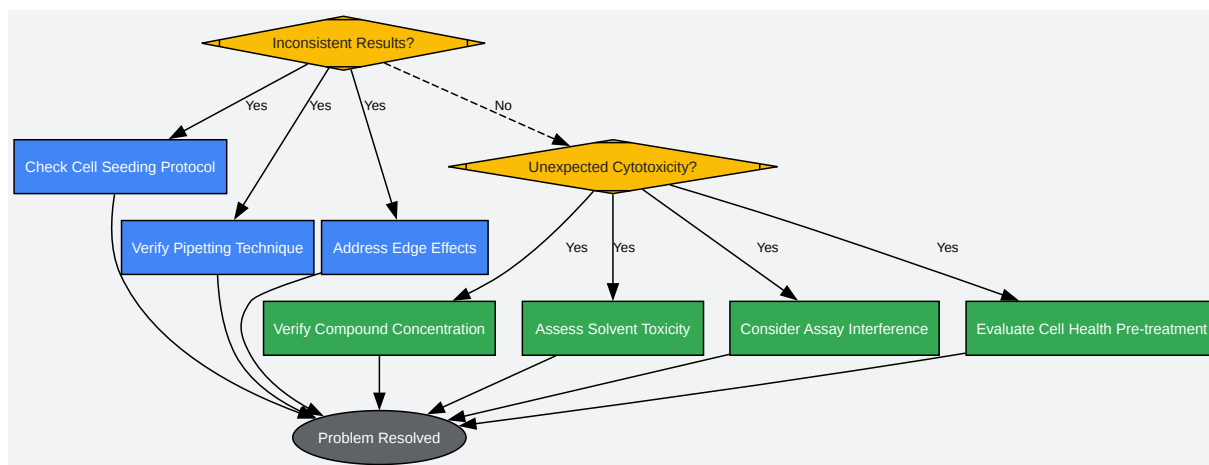 Inconsistent Results?
Yes
Yes
Yes
No
Check Cell Seeding Protocol
Unexpected Cytotoxicity?
Verify Pipetting Technique
Address Edge Effects
Yes
Yes
Yes
Yes
Verify Compound Concentration
Assess Solvent Toxicity
Consider Assay Interference
Evaluate Cell Health Pre-treatment
Problem Resolved